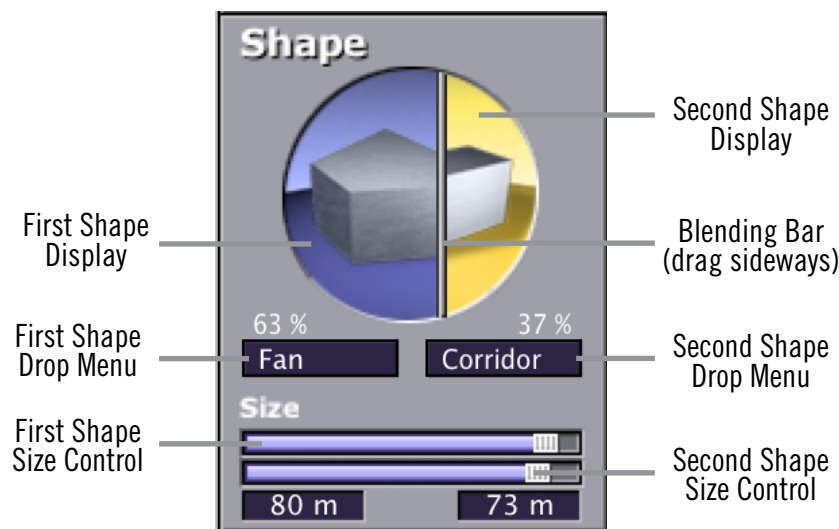 Shape
Second Shape
Display
First Shape
Display
Blending Bar
(drag sideways)
63 %
37 %
First Shape
Drop Menu
Fan
Corridor
Second Shape
Drop Menu
Size
First Shape
Size Control
Second Shape
Size Control
80 m
73 m